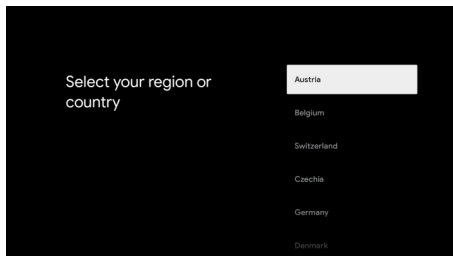 Select your region or
country
Austria
Belgium
Switzerland
Czechia
Germany
Denmark